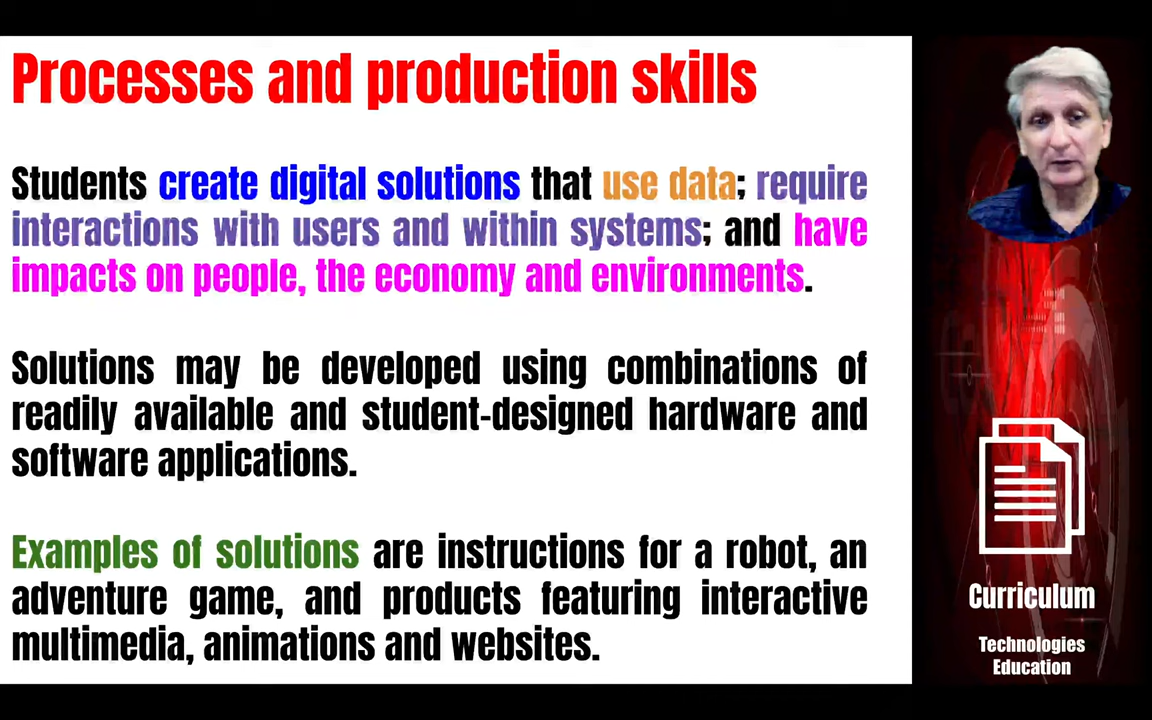 Processes and production skills
Students create digital solutions that use data; require
interactions with users and within systems; and have
impacts on people, the economy and environments.
Solutions may be developed using combinations of
readily available and student-designed hardware and
software applications.
Examples of solutions are instructions for a robot, an
adventure game, and products featuring interactive
multimedia, animations and websites.
Curriculum
Technologies
Education